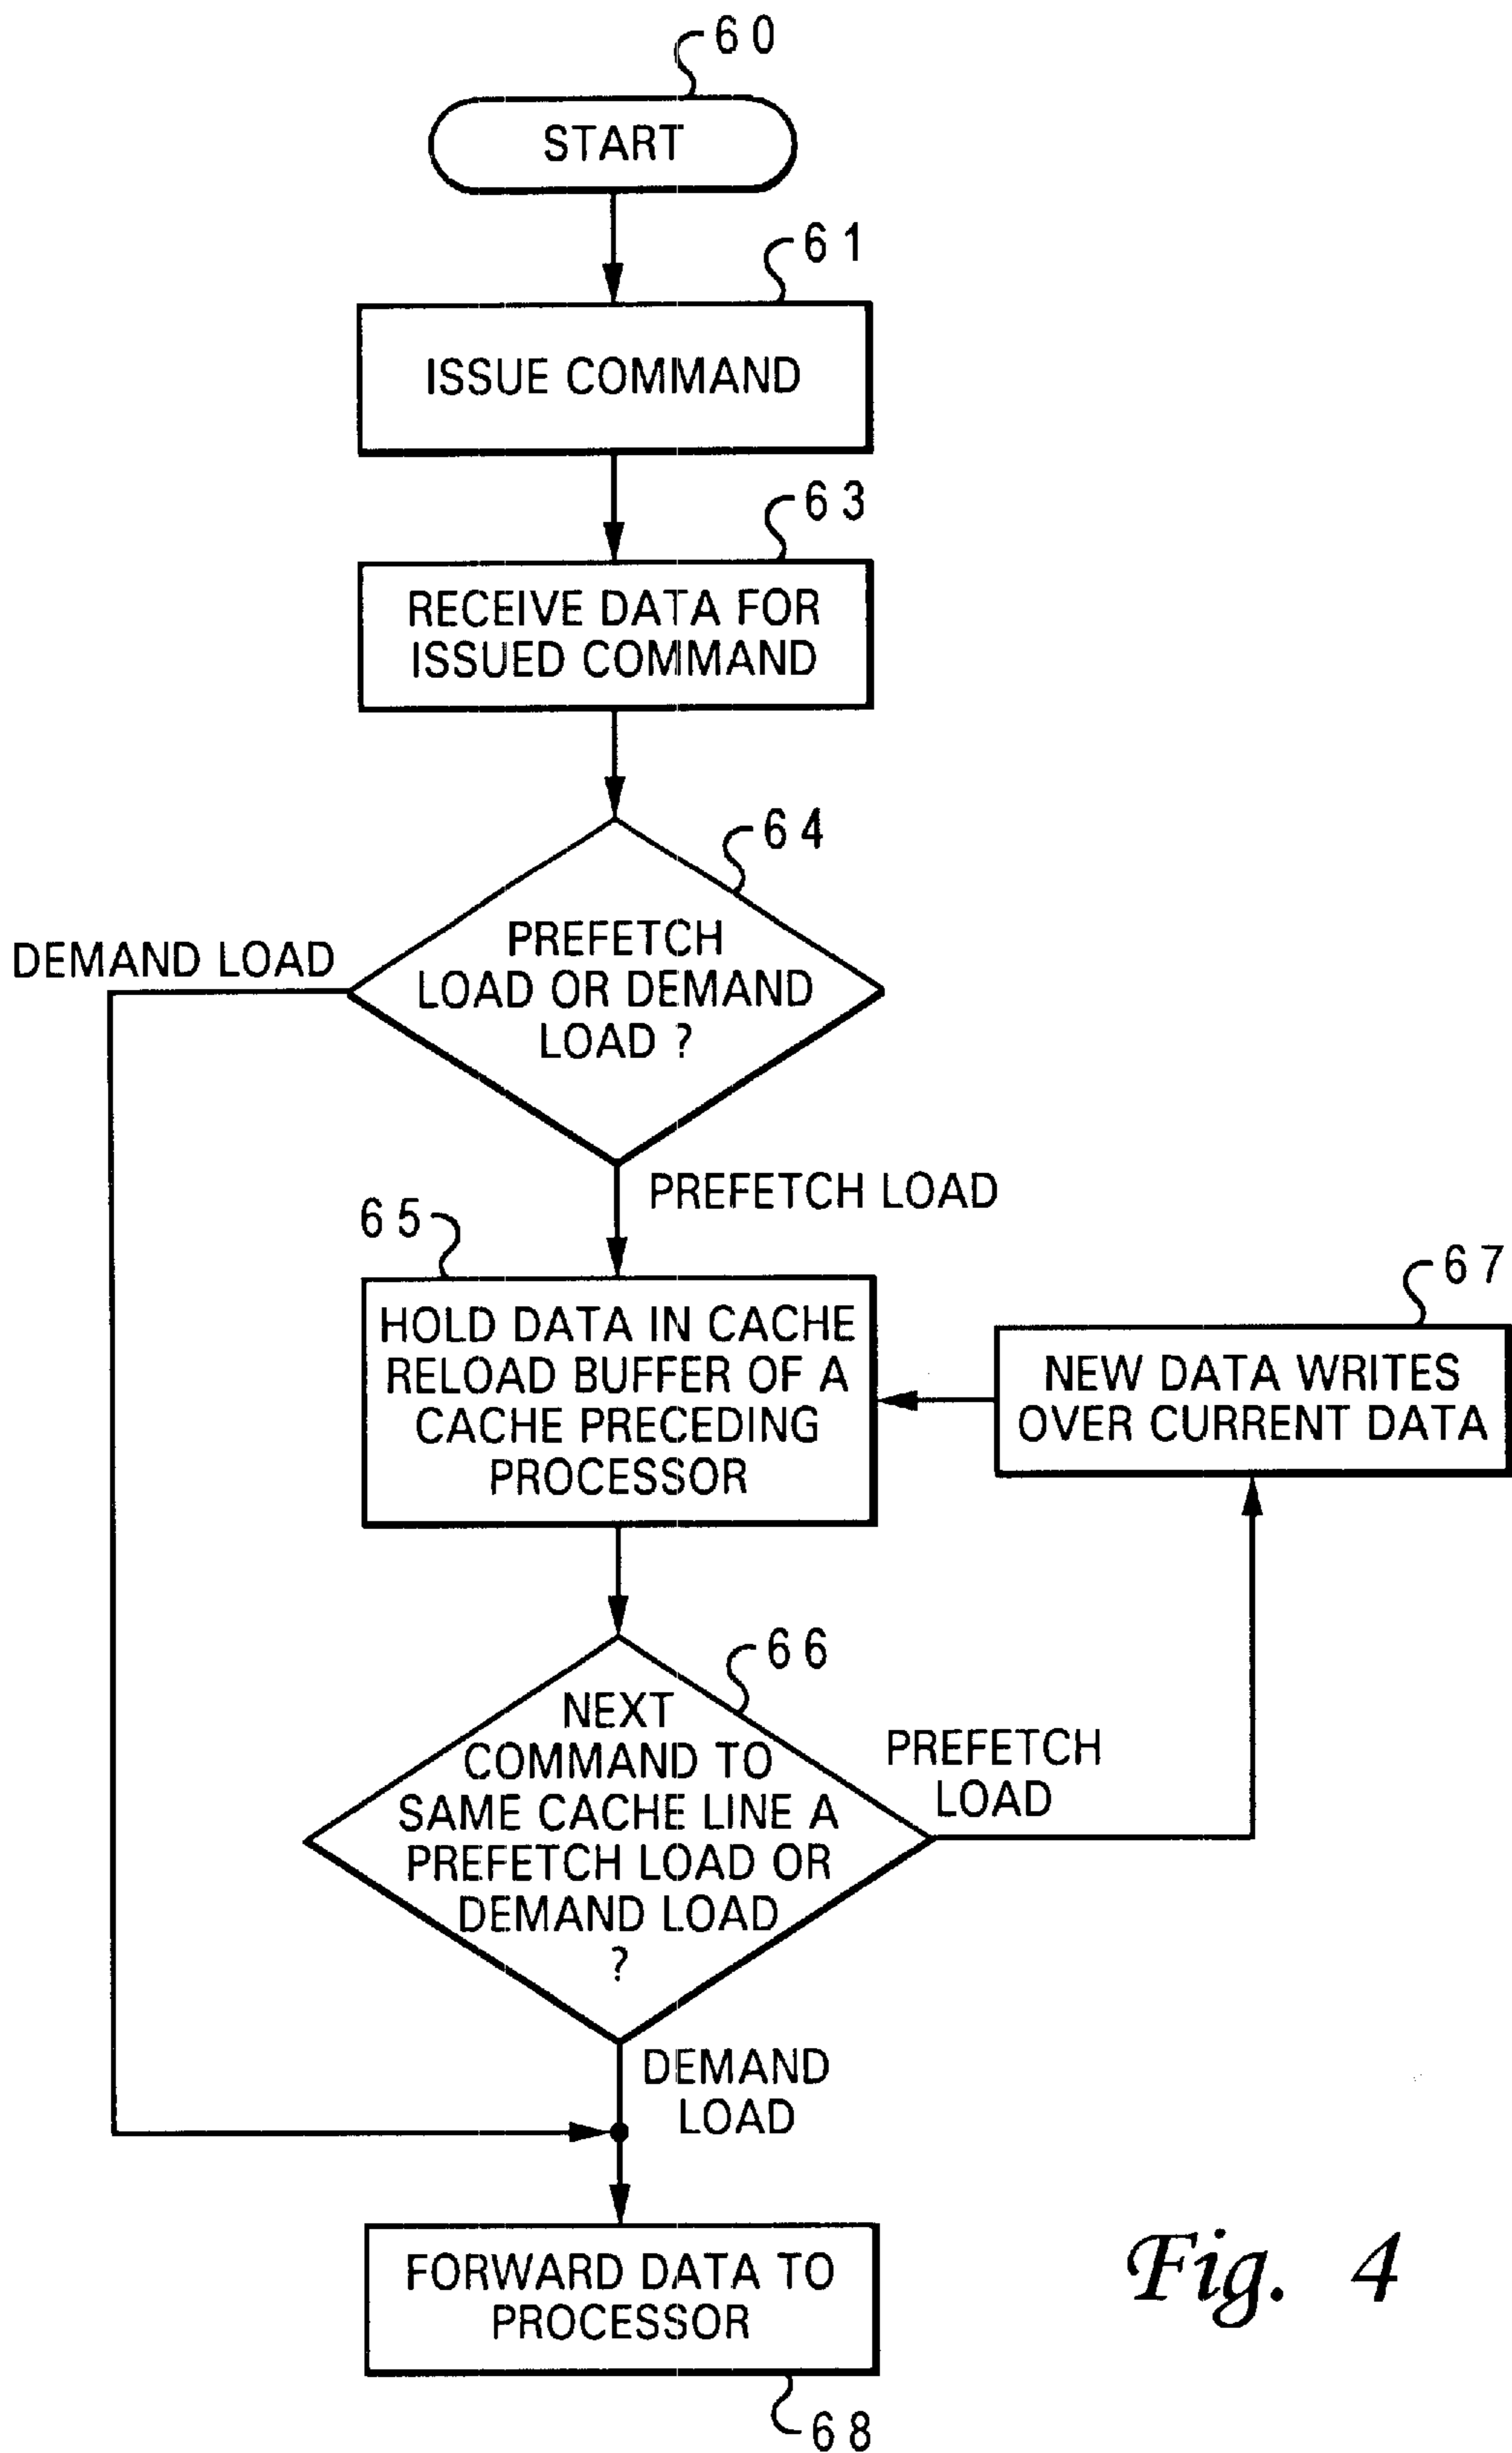 60
START
61
ISSUE COMMAND
63
RECEIVE DATA FOR
ISSUED COMMAND
64
DEMAND LOAD
PREFETCH
LOAD OR DEMAND
LOAD ?
PREFETCH LOAD
65
HOLD DATA IN CACHE
RELOAD BUFFER OF A
CACHE PRECEDING
PROCESSOR
67
NEW DATA WRITES
OVER CURRENT DATA
66
NEXT
COMMAND TO
SAME CACHE LINE A
PREFETCH LOAD OR
DEMAND LOAD
?
PREFETCH
LOAD
DEMAND
LOAD
FORWARD DATA TO
PROCESSOR
68
Fig. 4